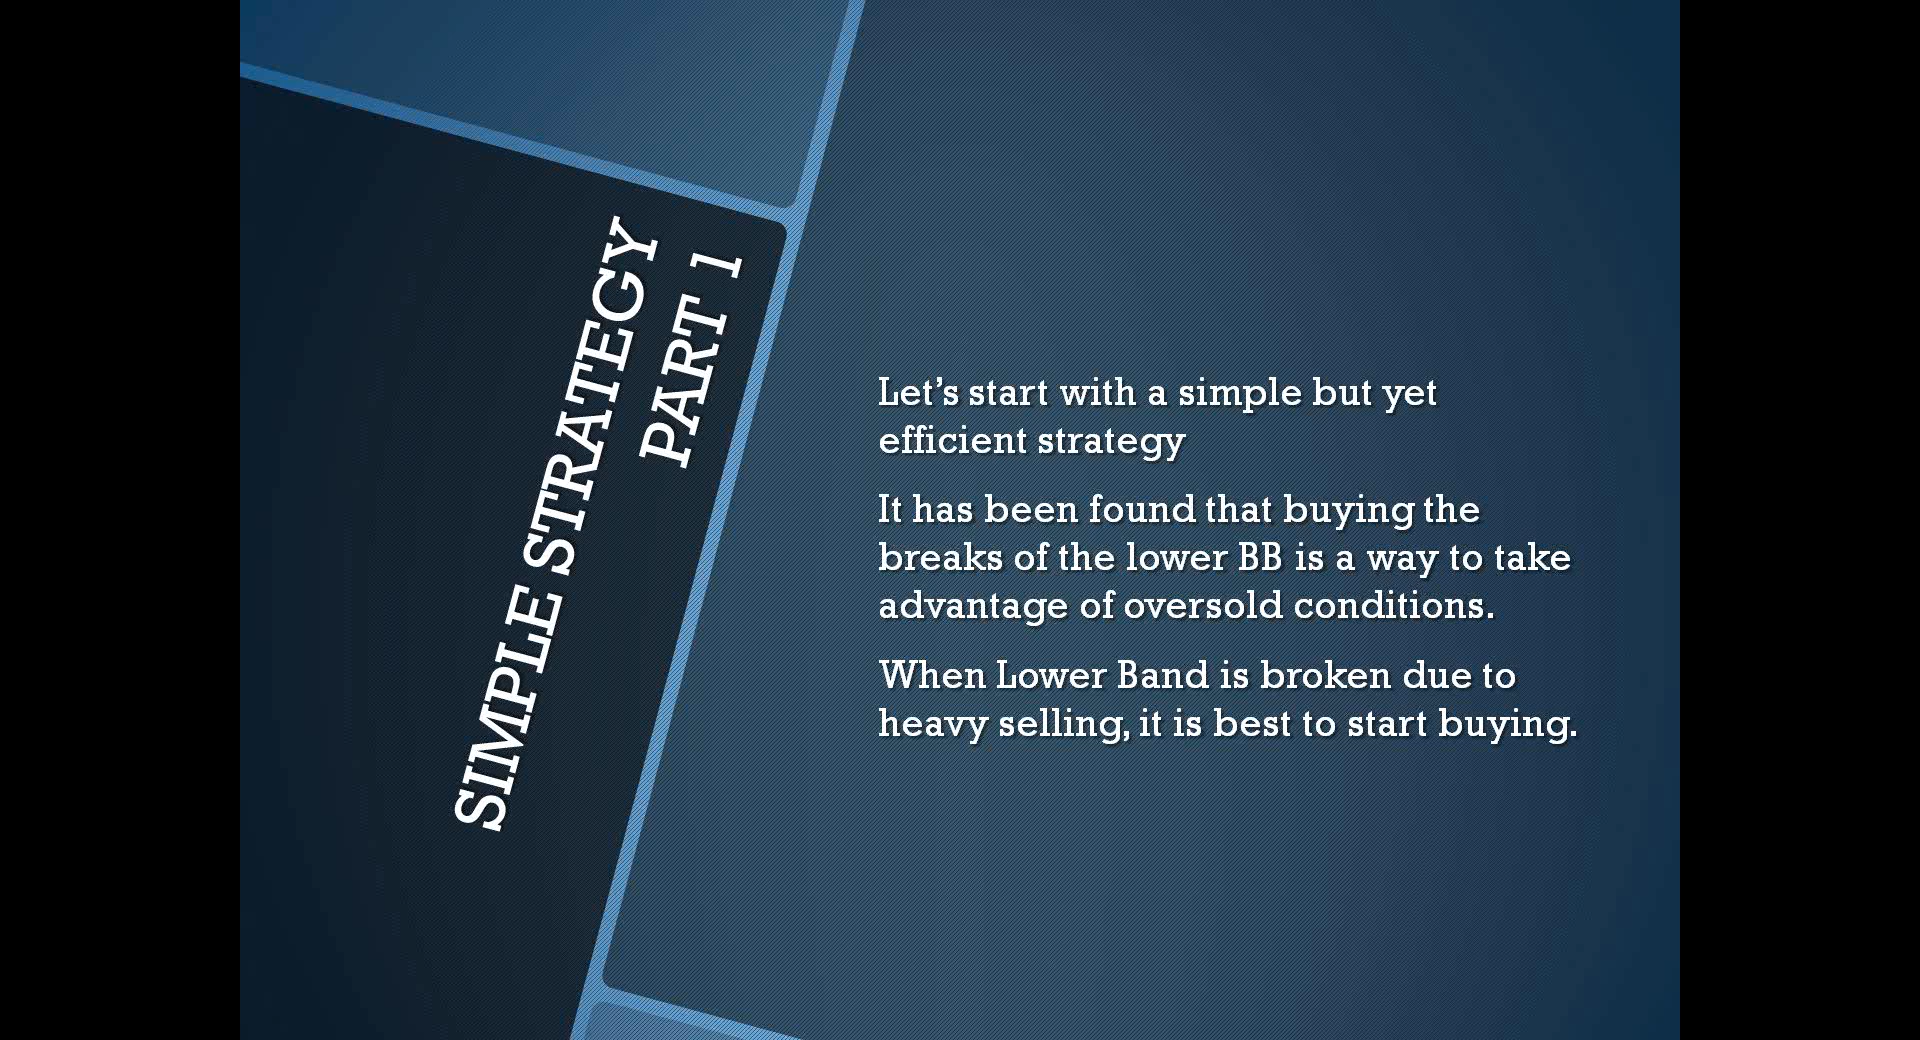 SIMPLE STRATEGY
PART 1
Let’s start with a simple but yet
efficient strategy
It has been found that buying the
breaks of the lower BB is a way to take
advantage of oversold conditions.
When Lower Band is broken due to
heavy selling, it is best to start buying.